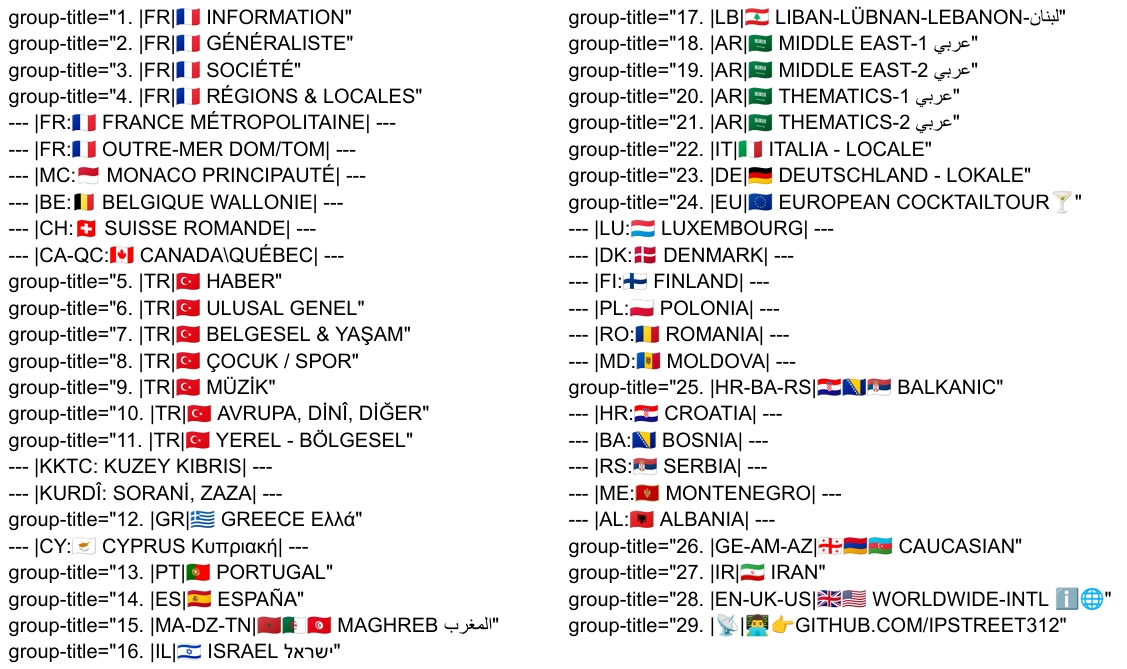 group-title="1. |FR|🇫🇷 INFORMATION"
group-title="2. |FR|🇫🇷 GÉNÉRALISTE"
group-title="3. |FR|🇫🇷 SOCIÉTÉ"
group-title="4. |FR|🇫🇷 RÉGIONS & LOCALES"
--- |FR:🇫🇷 FRANCE MÉTROPOLITAINE| ---
--- |FR:🇫🇷 OUTRE-MER DOM/TOM| ---
--- |MC:🇲🇨 MONACO PRINCIPAUTÉ| ---
--- |BE:🇧🇪 BELGIQUE WALLONIE| ---
--- |CH:🇨🇭 SUISSE ROMANDE| ---
--- |CA-QC:🇨🇦 CANADA\QUÉBEC| ---
group-title="5. |TR|🇹🇷 HABER"
group-title="6. |TR|🇹🇷 ULUSAL GENEL"
group-title="7. |TR|🇹🇷 BELGESEL & YAŞAM"
group-title="8. |TR|🇹🇷 ÇOCUK / SPOR"
group-title="9. |TR|🇹🇷 MÜZİK"
group-title="10. |TR|🇹🇷 AVRUPA, DİNÎ, DİĞER"
group-title="11. |TR|🇹🇷 YEREL - BÖLGESEL"
--- |KKTC: KUZEY KIBRIS| ---
--- |KURDÎ: SORANİ, ZAZA| ---
group-title="12. |GR|🇬🇷 GREECE Ελλά"
--- |CY:🇨🇾 CYPRUS Κυπριακή| ---
group-title="13. |PT|🇵🇹 PORTUGAL"
group-title="14. |ES|🇪🇸 ESPAÑA"
group-title="15. |MA-DZ-TN|🇲🇦🇩🇿🇹🇳 MAGHREB المغرب"
group-title="16. |IL|🇮🇱 ISRAEL ישראל"
group-title="17. |LB|🇱🇧 LIBAN-LÜBNAN-LEBANON-لبنان"
group-title="18. |AR|🇸🇦 MIDDLE EAST-1 عربي"
group-title="19. |AR|🇸🇦 MIDDLE EAST-2 عربي"
group-title="20. |AR|🇸🇦 THEMATICS-1 عربي"
group-title="21. |AR|🇸🇦 THEMATICS-2 عربي"
group-title="22. |IT|🇮🇹 ITALIA - LOCALE"
group-title="23. |DE|🇩🇪 DEUTSCHLAND - LOKALE"
group-title="24. |EU|🇪🇺 EUROPEAN COCKTAILTOUR🍸"
--- |LU:🇱🇺 LUXEMBOURG| ---
--- |DK:🇩🇰 DENMARK| ---
--- |FI:🇫🇮 FINLAND| ---
--- |PL:🇵🇱 POLONIA| ---
--- |RO:🇷🇴 ROMANIA| ---
--- |MD:🇲🇩 MOLDOVA| ---
group-title="25. |HR-BA-RS|🇭🇷🇧🇦🇷🇸 BALKANIC"
--- |HR:🇭🇷 CROATIA| ---
--- |BA:🇧🇦 BOSNIA| ---
--- |RS:🇷🇸 SERBIA| ---
--- |ME:🇲🇪 MONTENEGRO| ---
--- |AL:🇦🇱 ALBANIA| ---
group-title="26. |GE-AM-AZ|🇬🇪🇦🇲🇦🇿 CAUCASIAN"
group-title="27. |IR|🇮🇷 IRAN"
group-title="28. |EN-UK-US|🇬🇧🇺🇸 WORLDWIDE-INTL ℹ️🌐"
group-title="29. |📡|👨‍💻👉GITHUB.COM/IPSTREET312"